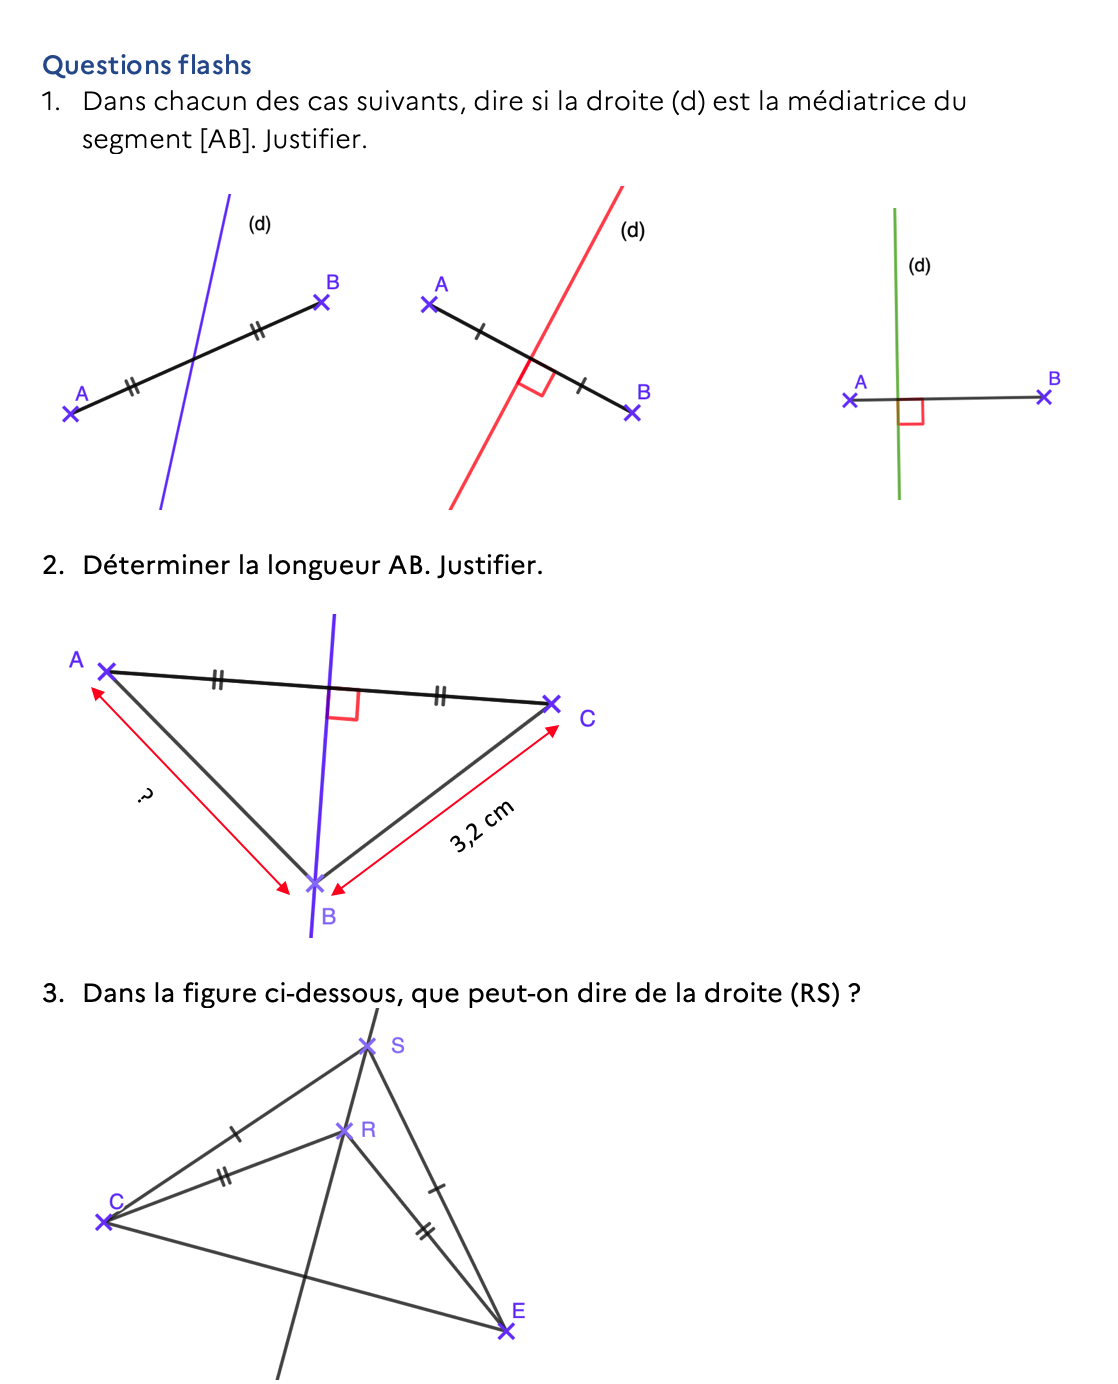 Questions flashs
1. Dans chacun des cas suivants, dire si la droite (d) est la médiatrice du
segment [AB]. Justifier.
(d)
B
A
(d)
A
B
(d)
A
B
2. Déterminer la longueur AB. Justifier.
A
C
?
3,2 cm
B
3. Dans la figure ci-dessous, que peut-on dire de la droite (RS) ?
S
R
C
E